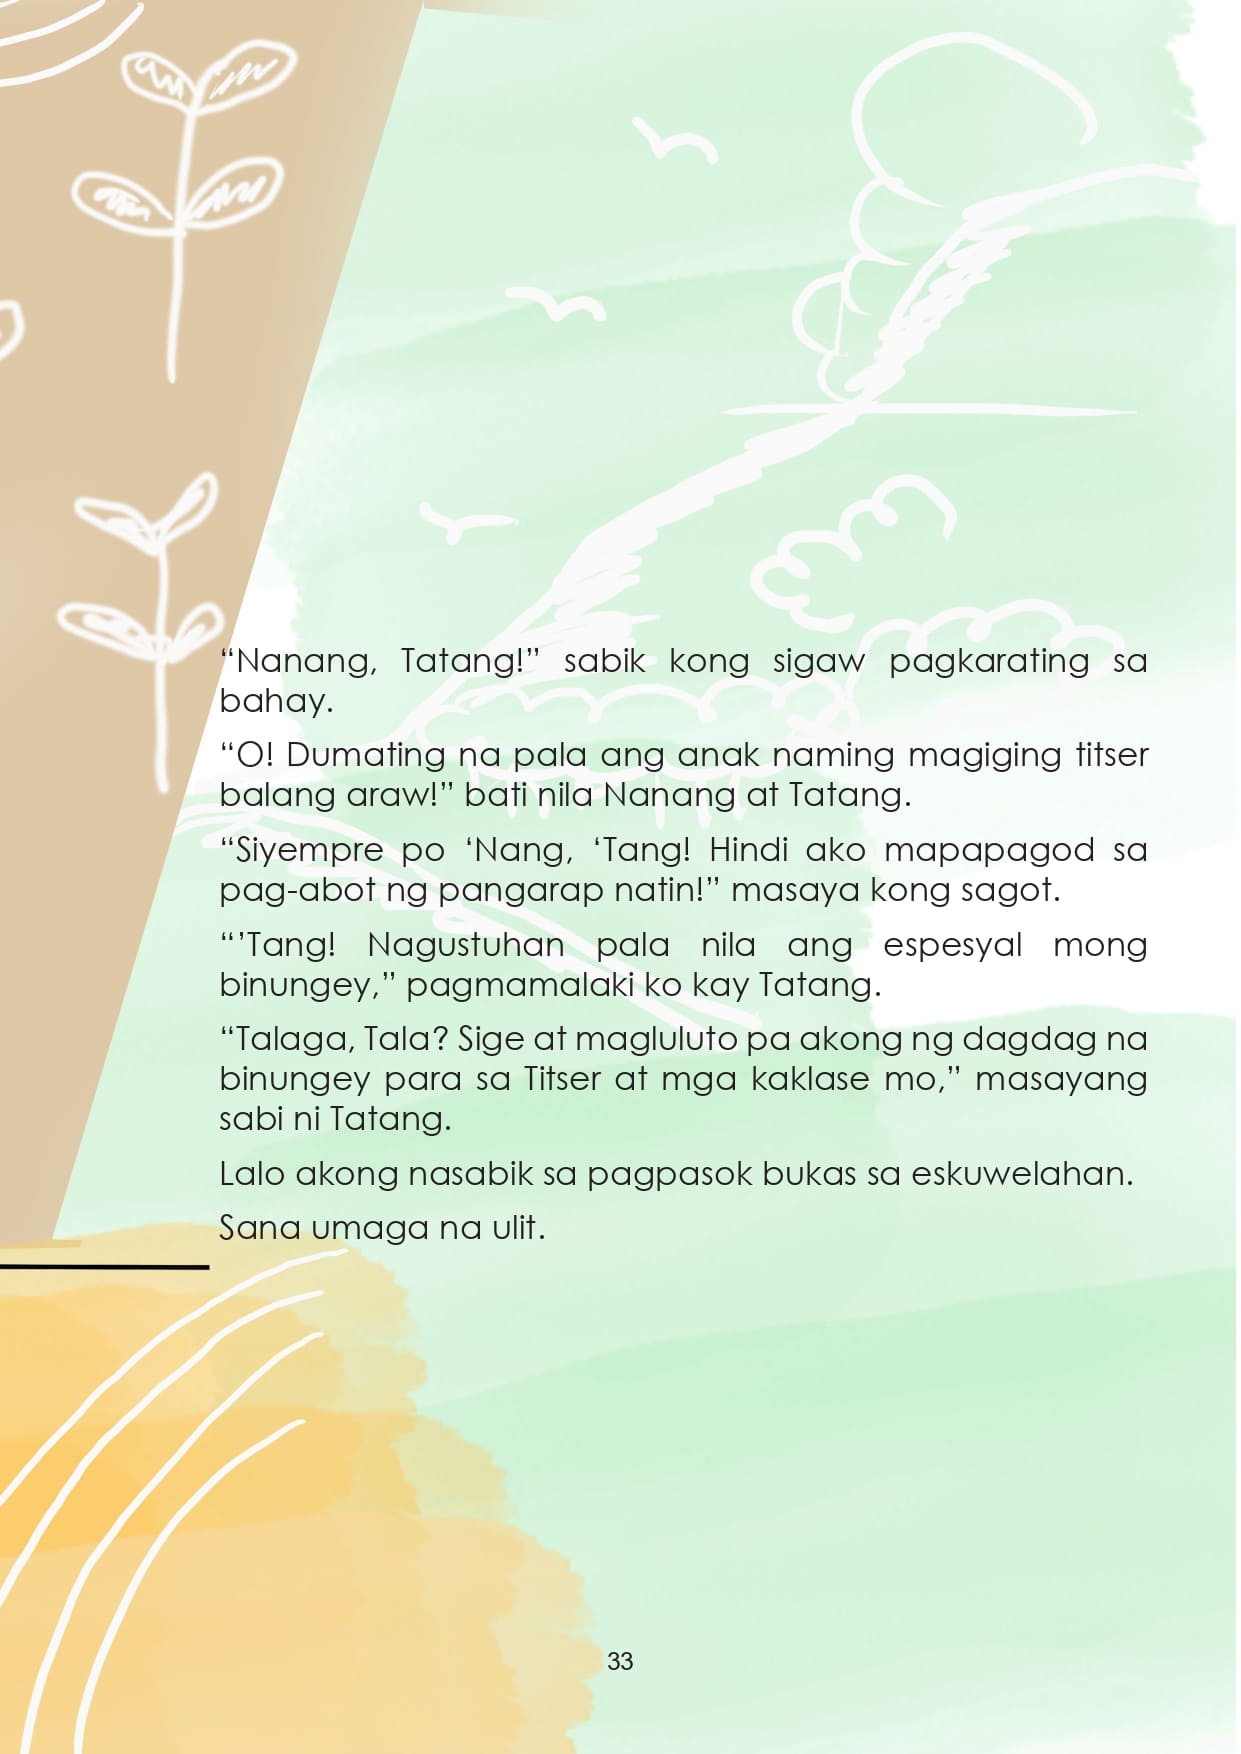 “Nanang, Tatang!” sabik kong sigaw pagkarating sa
bahay.
“O! Dumating na pala ang anak naming magiging titser
balang araw!” bati nila Nanang at Tatang.
“Siyempre po ‘Nang, ‘Tang! Hindi ako mapapagod sa
pag-abot ng pangarap natin!” masaya kong sagot.
“’Tang! Nagustuhan pala nila ang espesyal mong
binungey,” pagmamalaki ko kay Tatang.
“Talaga, Tala? Sige at magluluto pa akong ng dagdag na
binungey para sa Titser at mga kaklase mo,” masayang
sabi ni Tatang.
Lalo akong nasabik sa pagpasok bukas sa eskuwelahan.
Sana umaga na ulit.
33